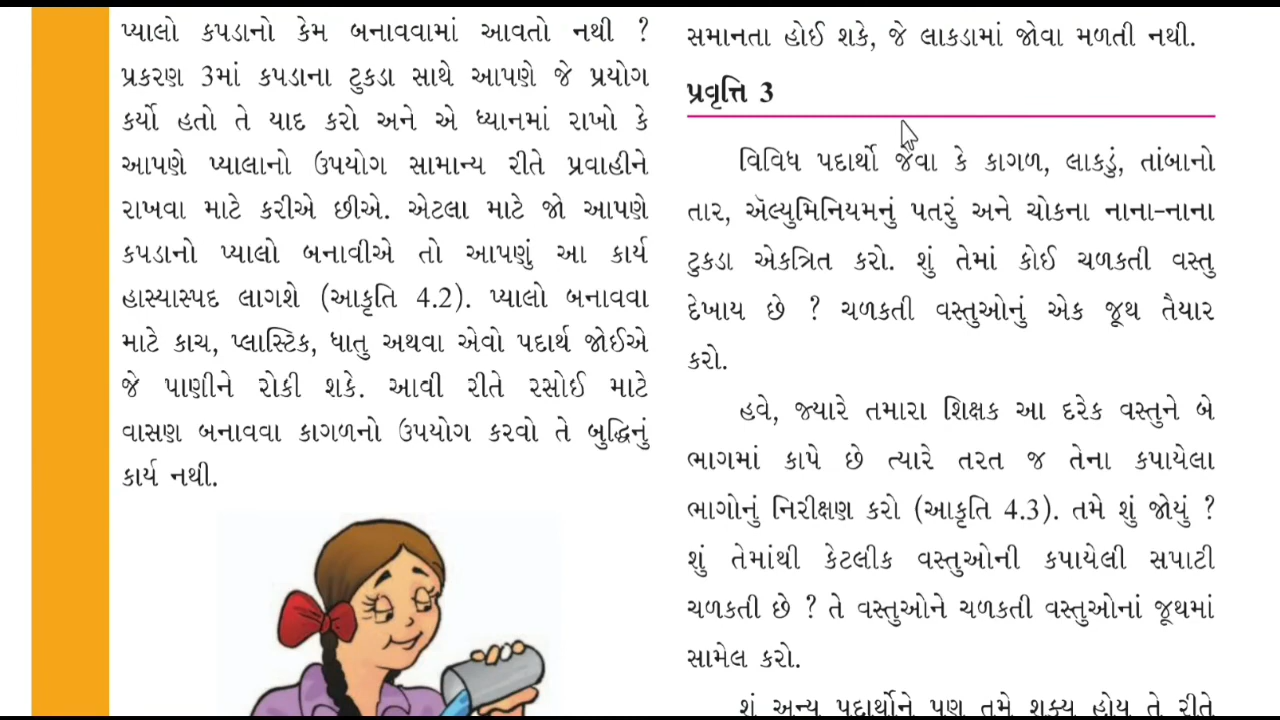 પ્યાલો કપડાનો કેમ બનાવવામાં આવતો નથી ?
પ્રકરણ 3માં કપડાના ટુકડા સાથે આપણે જે પ્રયોગ
કર્યો હતો તે યાદ કરો અને એ ધ્યાનમાં રાખો કે
આપણે પ્યાલાનો ઉપયોગ સામાન્ય રીતે પ્રવાહીને
રાખવા માટે કરીએ છીએ. એટલા માટે જો આપણે
કપડાનો પ્યાલો બનાવીએ તો આપણું આ કાર્ય
હાસ્યાસ્પદ લાગશે (આકૃતિ 4.2). પ્યાલો બનાવવા
માટે કાચ, પ્લાસ્ટિક, ધાતુ અથવા એવો પદાર્થ જોઈએ
જે પાણીને રોકી શકે. આવી રીતે રસોઈ માટે
વાસણ બનાવવા કાગળનો ઉપયોગ કરવો તે બુદ્ધિનું
કાર્ય નથી.
સમાનતા હોઈ શકે, જે લાકડામાં જોવા મળતી નથી.
પ્રવૃત્તિ 3
વિવિધ પદાર્થો જેવા કે કાગળ, લાકડું, તાંબાનો
તાર, ઍલ્યુમિનિયમનું પતરું અને ચોકના નાના-નાના
ટુકડા એકત્રિત કરો. શું તેમાં કોઈ ચળકતી વસ્તુ
દેખાય છે ? ચળકતી વસ્તુઓનું એક જૂથ તૈયાર
કરો.
હવે, જ્યારે તમારા શિક્ષક આ દરેક વસ્તુને બે
ભાગમાં કાપે છે ત્યારે તરત જ તેના કપાયેલા
ભાગોનું નિરીક્ષણ કરો (આકૃતિ 4.3). તમે શું જોયું ?
શું તેમાંથી કેટલીક વસ્તુઓની કપાયેલી સપાટી
ચળકતી છે ? તે વસ્તુઓને ચળકતી વસ્તુઓનાં જૂથમાં
સામેલ કરો.
શું અન્ય પદાર્થોને પણ તમે શક્ય હોય તે રીતે